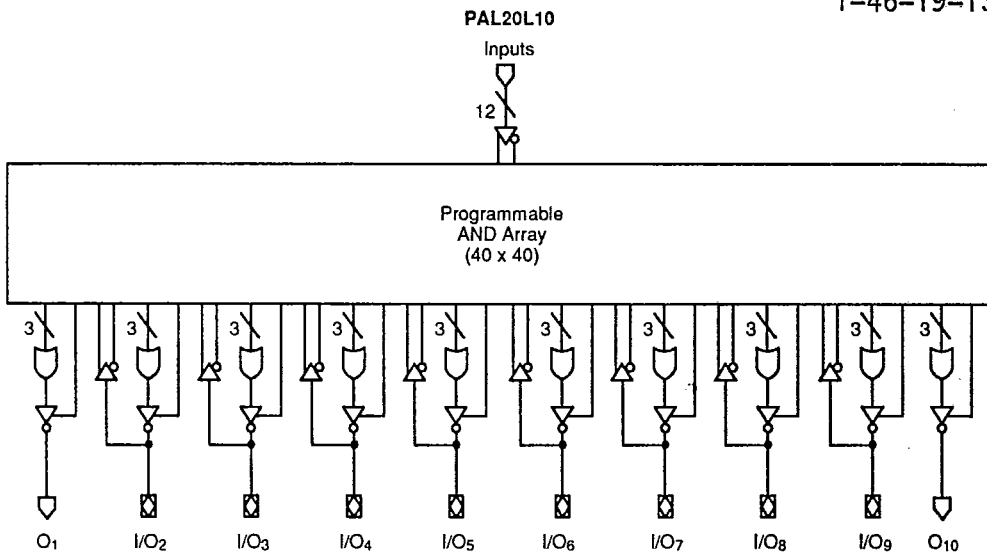 PAL20L10
Inputs
12
Programmable
AND Array
(40 x 40)
3 3 3 3 3 3 3 3 3 3
O1 I/O2 I/O3 I/O4 I/O5 I/O6 I/O7 I/O8 I/O9 O10